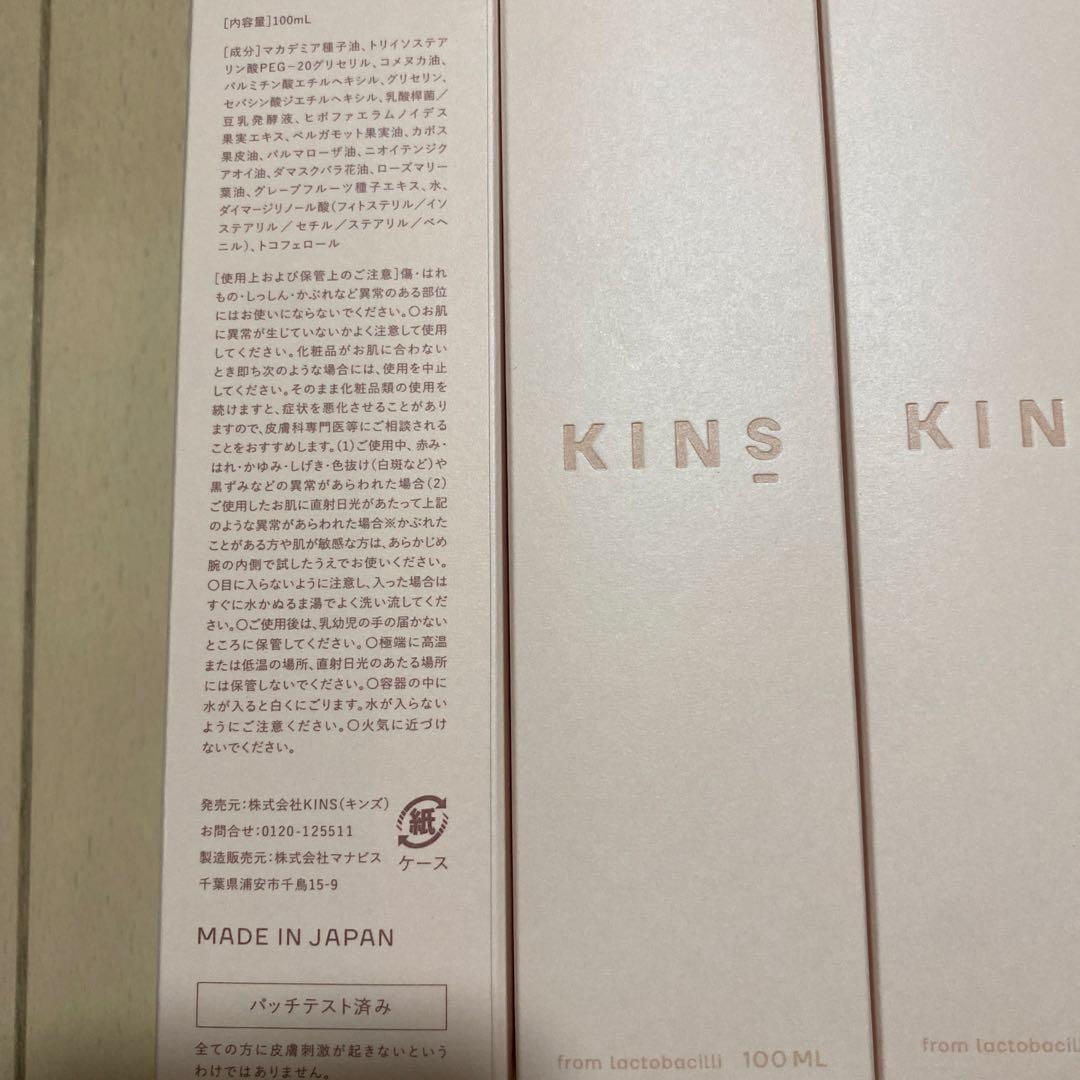 [内容量]100mL
[成分]マカデミア種子油、トリイソステア
リン酸PEG-20グリセリル、コメヌカ油、
パルミチン酸エチルヘキシル、グリセリン、
セバシン酸ジエチルヘキシル、乳酸桿菌/
豆乳発酵液、ヒポファエラムノイデス
果実エキス、ベルガモット果実油、カボス
果皮油、パルマローザ油、ニオイテンジク
アオイ油、ダマスクバラ花油、ローズマリー
葉油、グレープフルーツ種子エキス、水、
ダイマージリノール酸(フィトステリル/イソ
ステアリル/セチル/ステアリル/ベヘ
ニル)、トコフェロール
[使用上および保管上のご注意]傷・はれ
もの・しっしん・かぶれなど異常のある部位
にはお使いにならないでください。〇お肌
に異常が生じていないかよく注意して使用
してください。化粧品がお肌に合わない
とき即ち次のような場合には、使用を中止
してください。そのまま化粧品類の使用を
続けますと、症状を悪化させることがあり
ますので、皮膚科専門医等にご相談される
ことをおすすめします。(1)ご使用中、赤み・
はれ・かゆみ・しげき・色抜け(白斑など)や
黒ずみなどの異常があらわれた場合(2)
ご使用したお肌に直射日光があたって上記
のような異常があらわれた場合※かぶれた
ことがある方や肌が敏感な方は、あらかじめ
腕の内側で試したうえでお使いください。
〇目に入らないように注意し、入った場合は
すぐに水かぬるま湯でよく洗い流してくだ
さい。〇ご使用後は、乳幼児の手の届かない
ところに保管してください。〇極端に高温
または低温の場所、直射日光のあたる場所
には保管しないでください。〇容器の中に
水が入ると白くにごります。水が入らない
ようにご注意ください。〇火気に近づけ
ないでください。
発売元:株式会社KINS(キンズ)
お問合せ:0120-125511
製造販売元:株式会社マナビス
千葉県浦安市千鳥15-9
紙
ケース
MADE IN JAPAN
パッチテスト済み
全ての方に皮膚刺激が起きないという
わけではありません。
KINS
from lactobacilli 100ML
KIN
from lactobacil